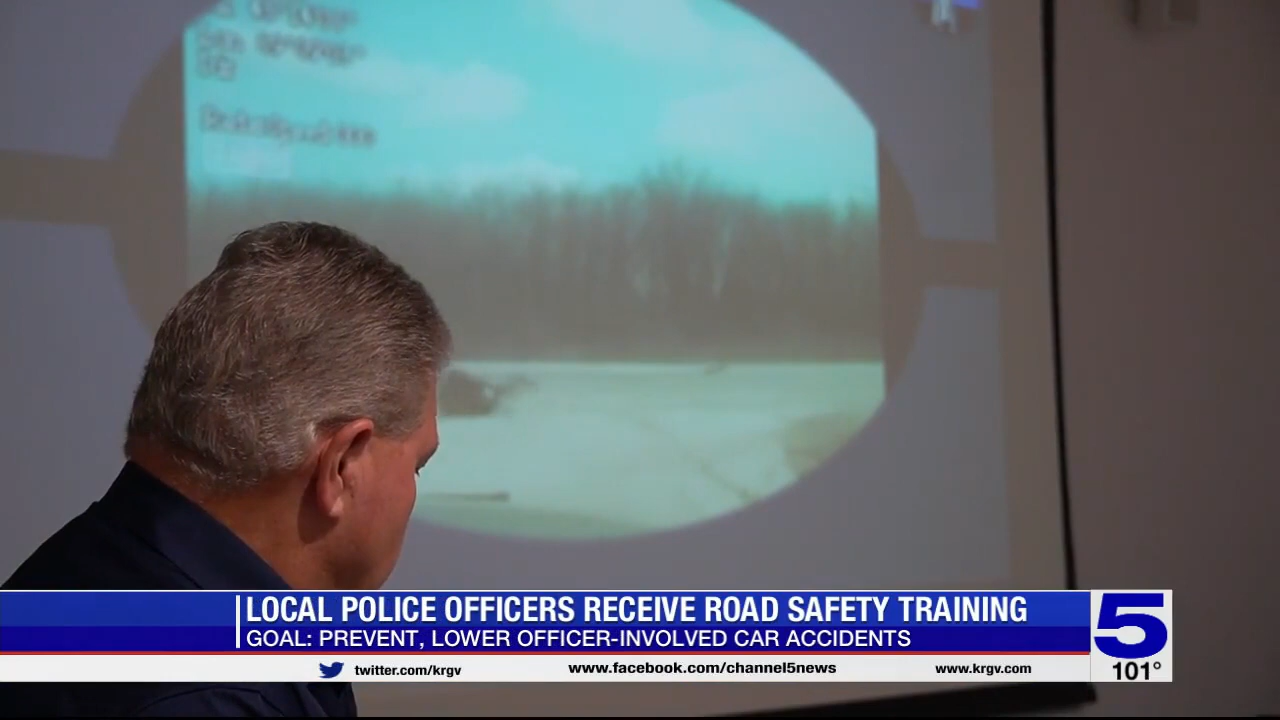 LOCAL POLICE OFFICERS RECEIVE ROAD SAFETY TRAINING
GOAL: PREVENT, LOWER OFFICER-INVOLVED CAR ACCIDENTS
5
twitter.com/krgv www.facebook.com/channel5news www.krgv.com
101°